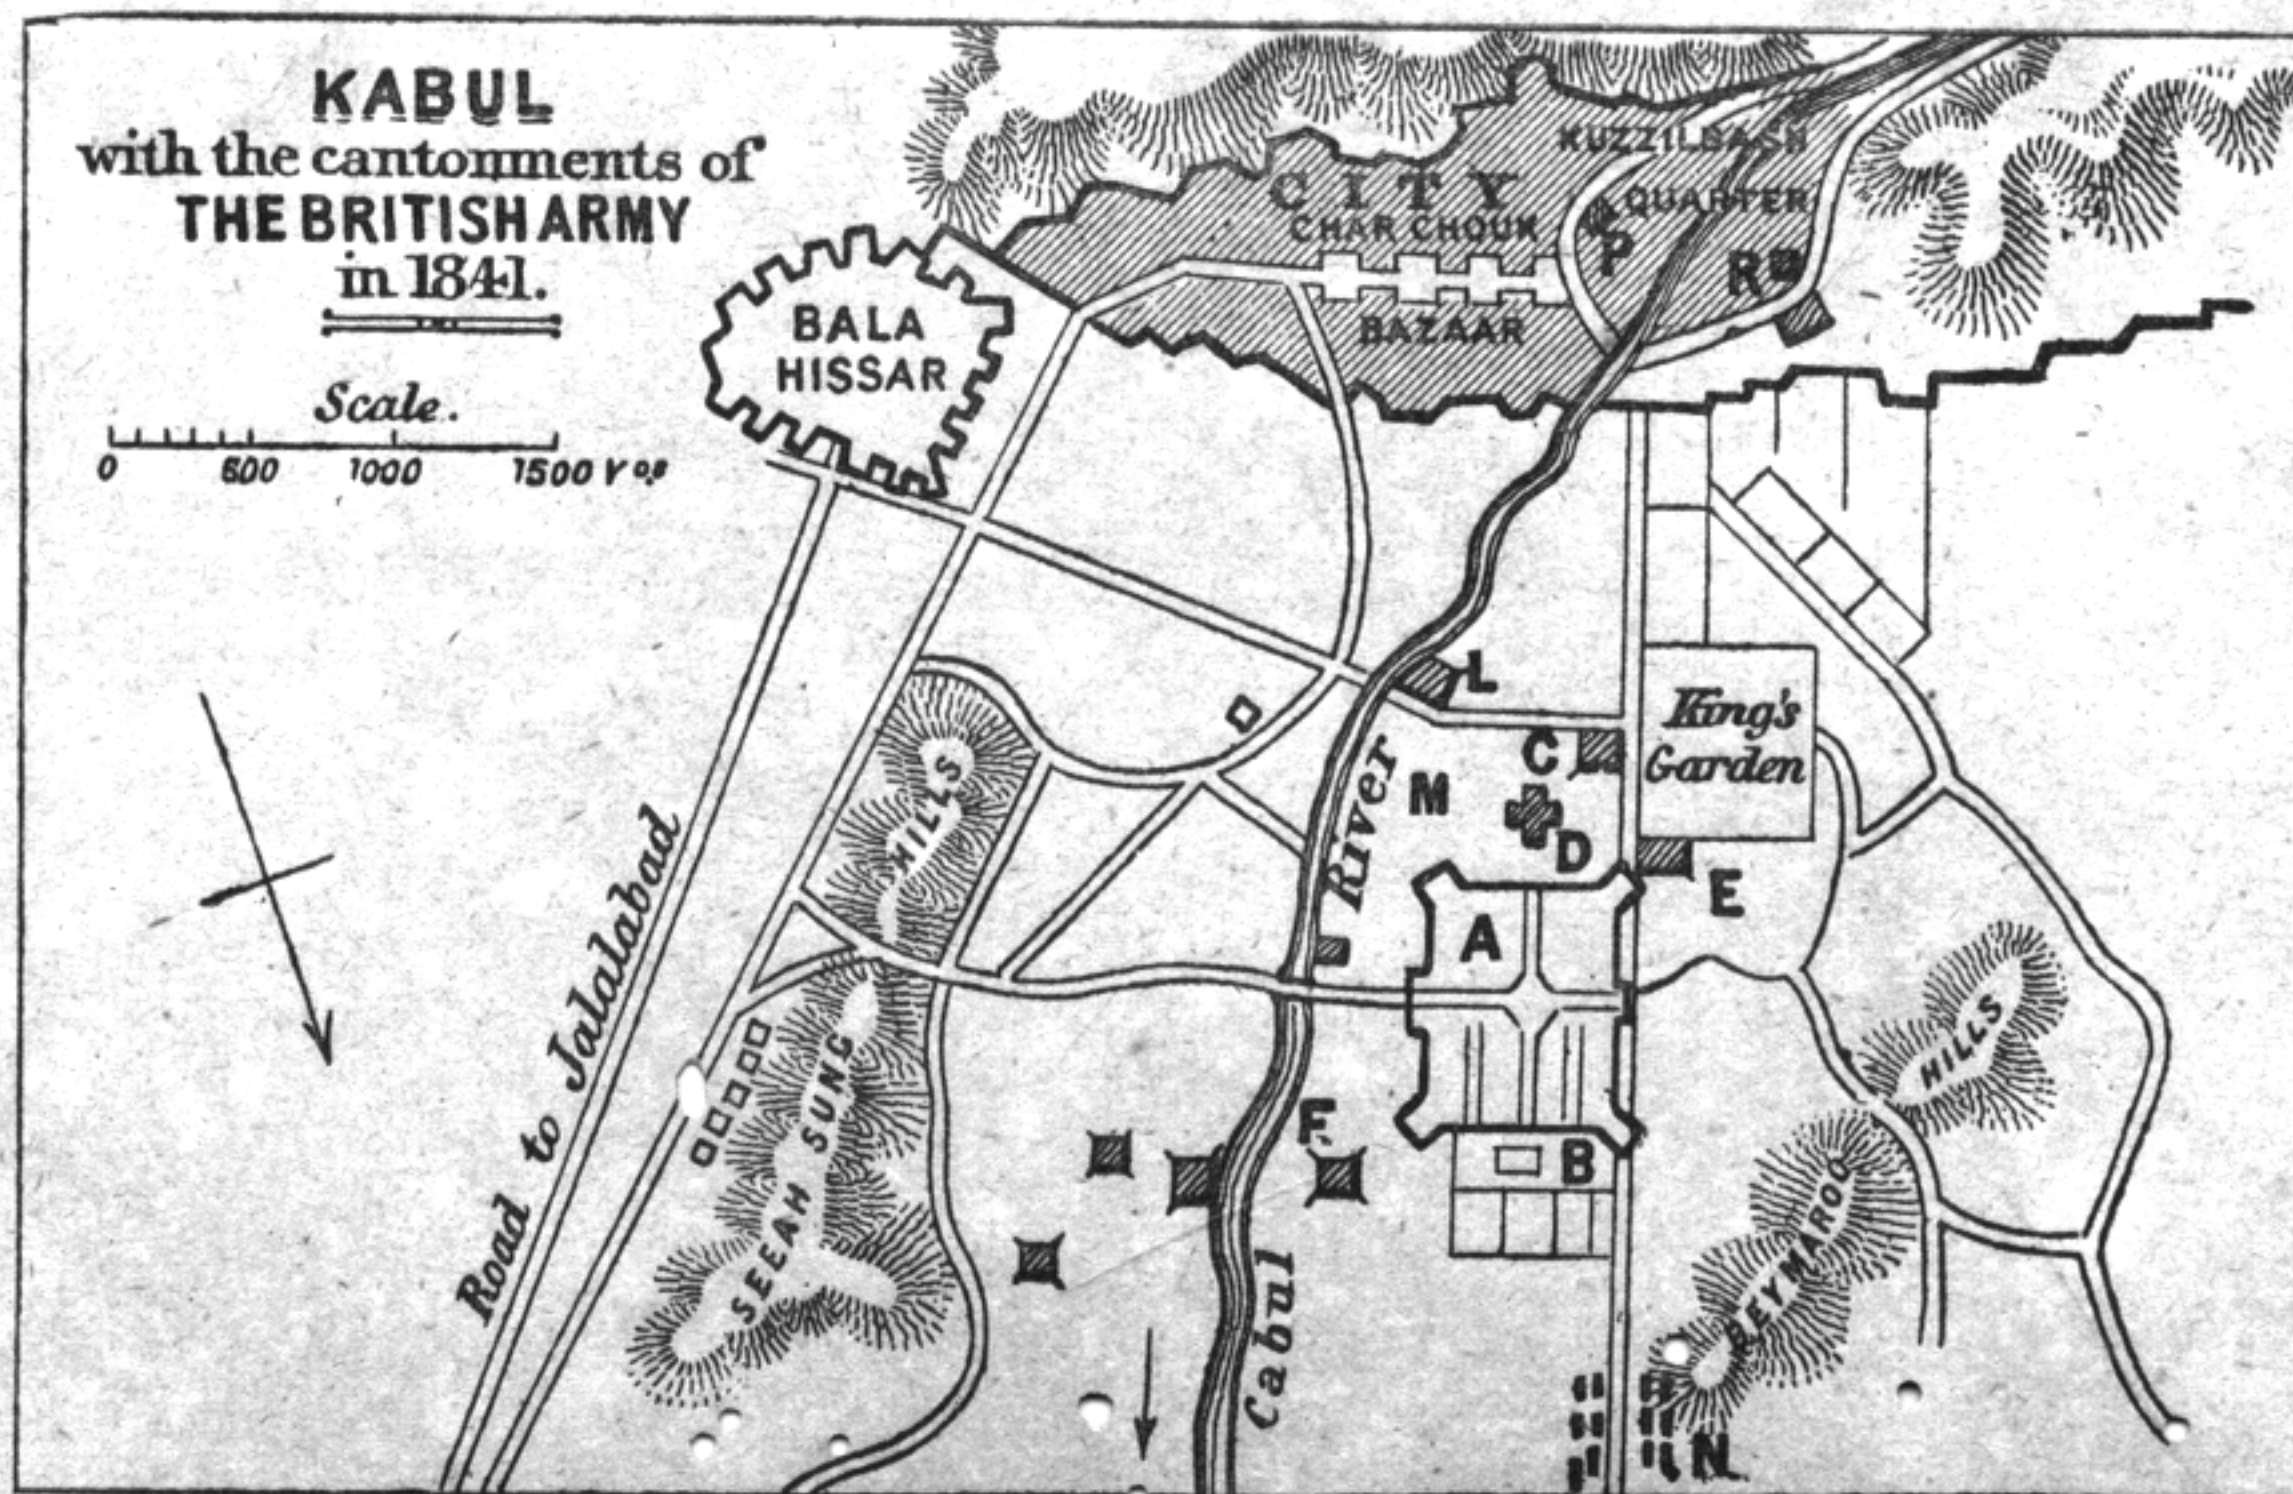 KABUL
with the cantonments of
THE BRITISH ARMY
in 1841.
Scale.
0 500 1000 1500 Yds
KUZZILBASH
QUARTER
CITY
CHAR CHOUK
P
R
BAZAAR
BALA
HISSAR
L
King's
Garden
C
M
D
E
A
River
HILLS
Road to Jalalabad
SEEAH SUNG
F
B
HILLS
BEYMAROO
Cabul
N